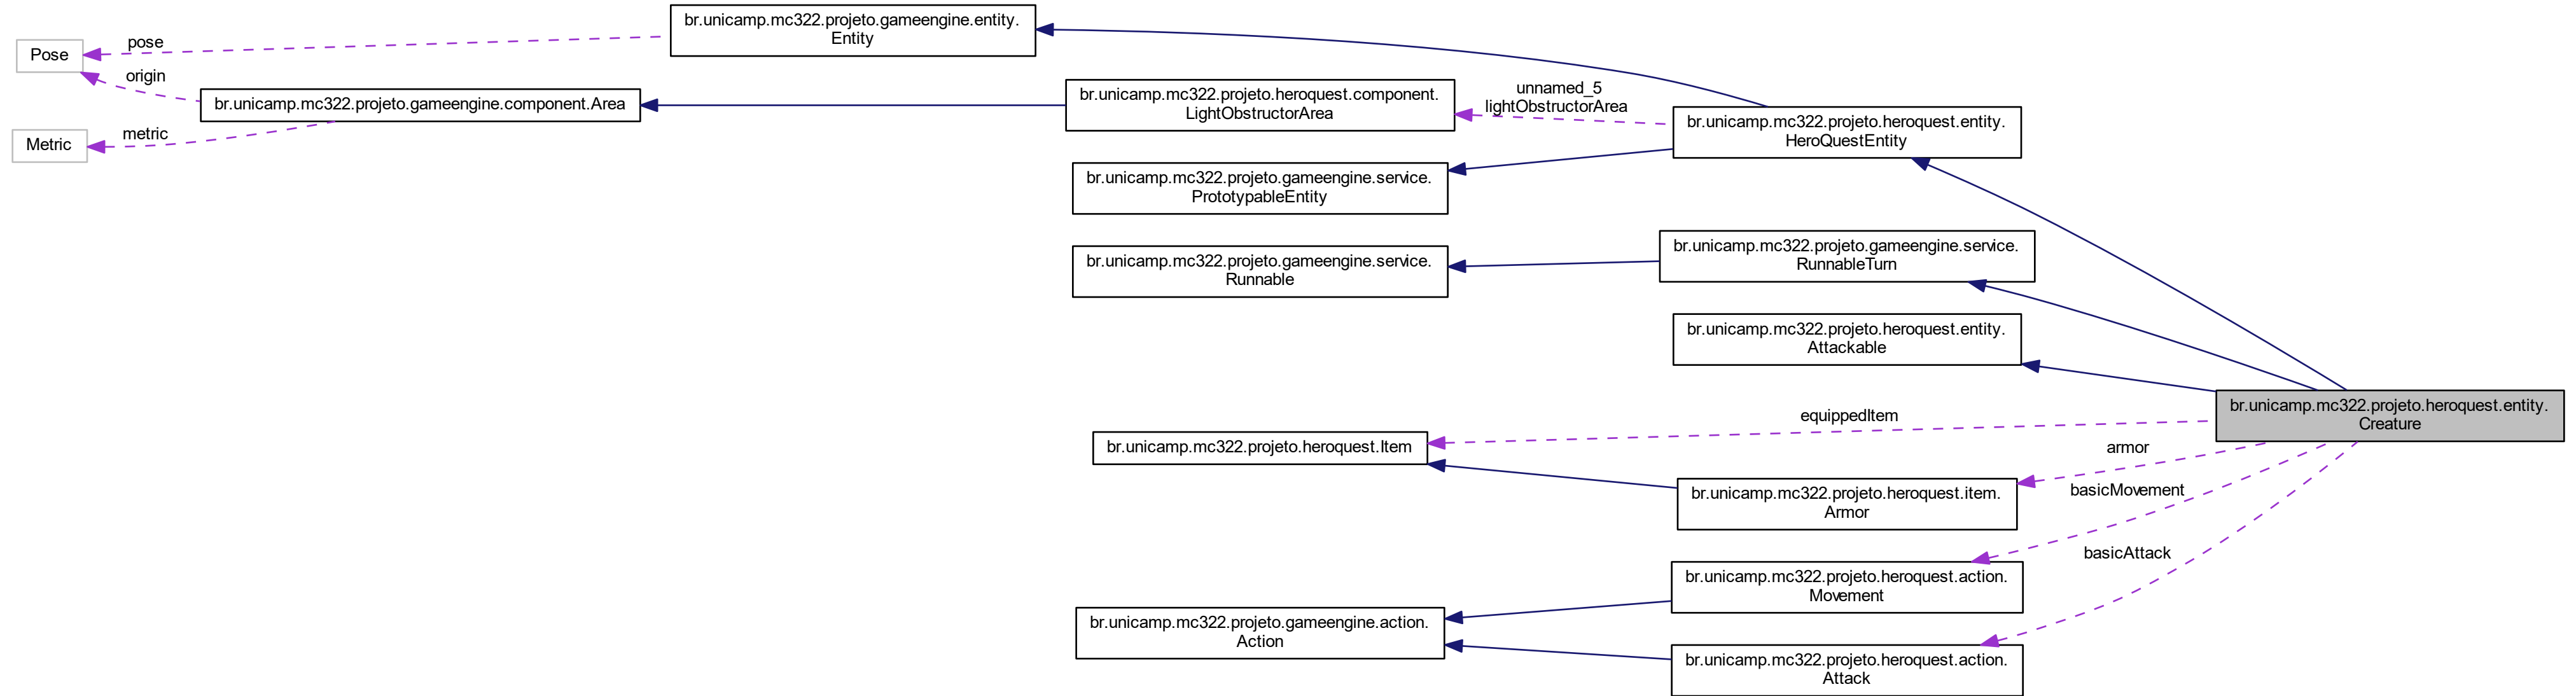 br.unicamp.mc322.projeto.gameengine.entity.
Entity
pose
Pose
origin
br.unicamp.mc322.projeto.gameengine.component.Area
metric
Metric
br.unicamp.mc322.projeto.heroquest.component.
LightObstructorArea
unnamed_5
lightObstructorArea
br.unicamp.mc322.projeto.heroquest.entity.
HeroQuestEntity
br.unicamp.mc322.projeto.gameengine.service.
PrototypableEntity
br.unicamp.mc322.projeto.gameengine.service.
RunnableTurn
br.unicamp.mc322.projeto.gameengine.service.
Runnable
br.unicamp.mc322.projeto.heroquest.entity.
Attackable
br.unicamp.mc322.projeto.heroquest.entity.
Creature
equippedItem
br.unicamp.mc322.projeto.heroquest.Item
armor
br.unicamp.mc322.projeto.heroquest.item.
Armor
basicMovement
br.unicamp.mc322.projeto.heroquest.action.
Movement
basicAttack
br.unicamp.mc322.projeto.gameengine.action.
Action
br.unicamp.mc322.projeto.heroquest.action.
Attack